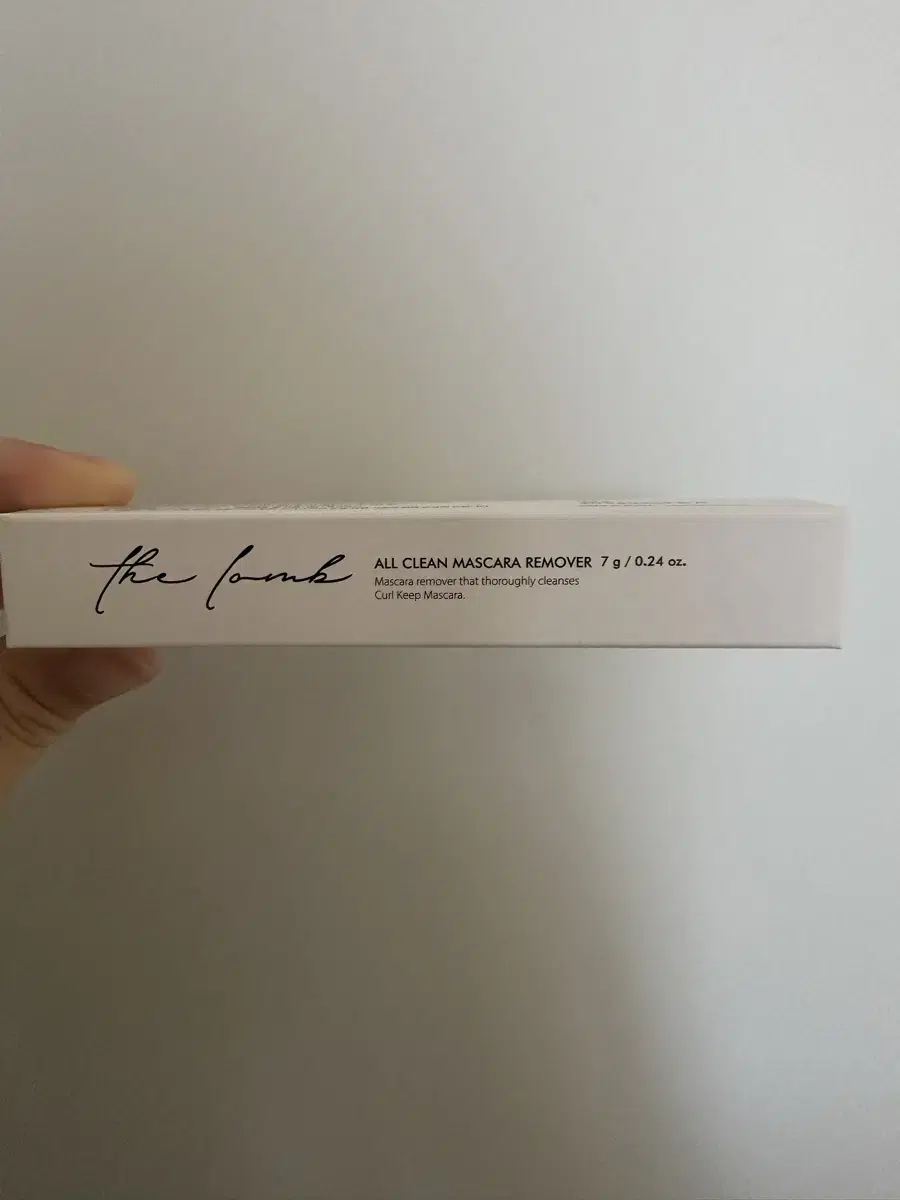 the lamb
ALL CLEAN MASCARA REMOVER 7 g / 0.24 oz.
Mascara remover that thoroughly cleanses
Curl Keep Mascara.